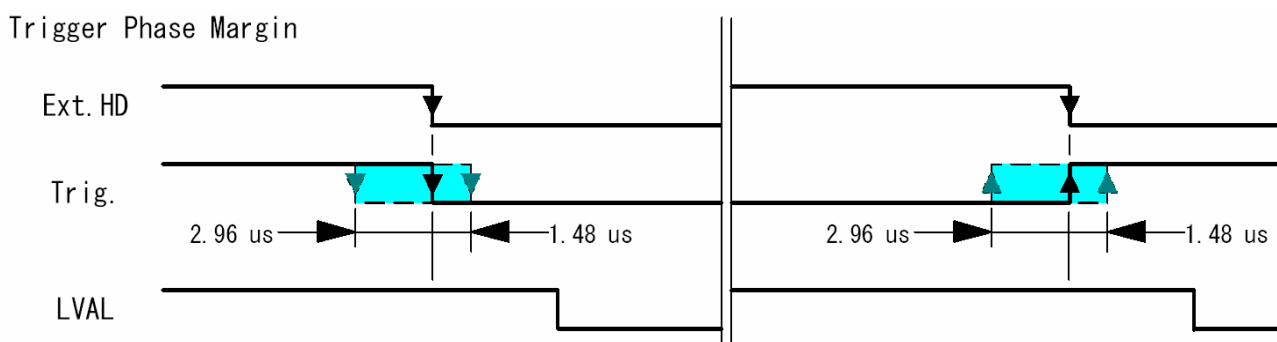 Trigger Phase Margin
Ext.HD
Trig.
2.96 us 1.48 us 2.96 us 1.48 us
LVAL